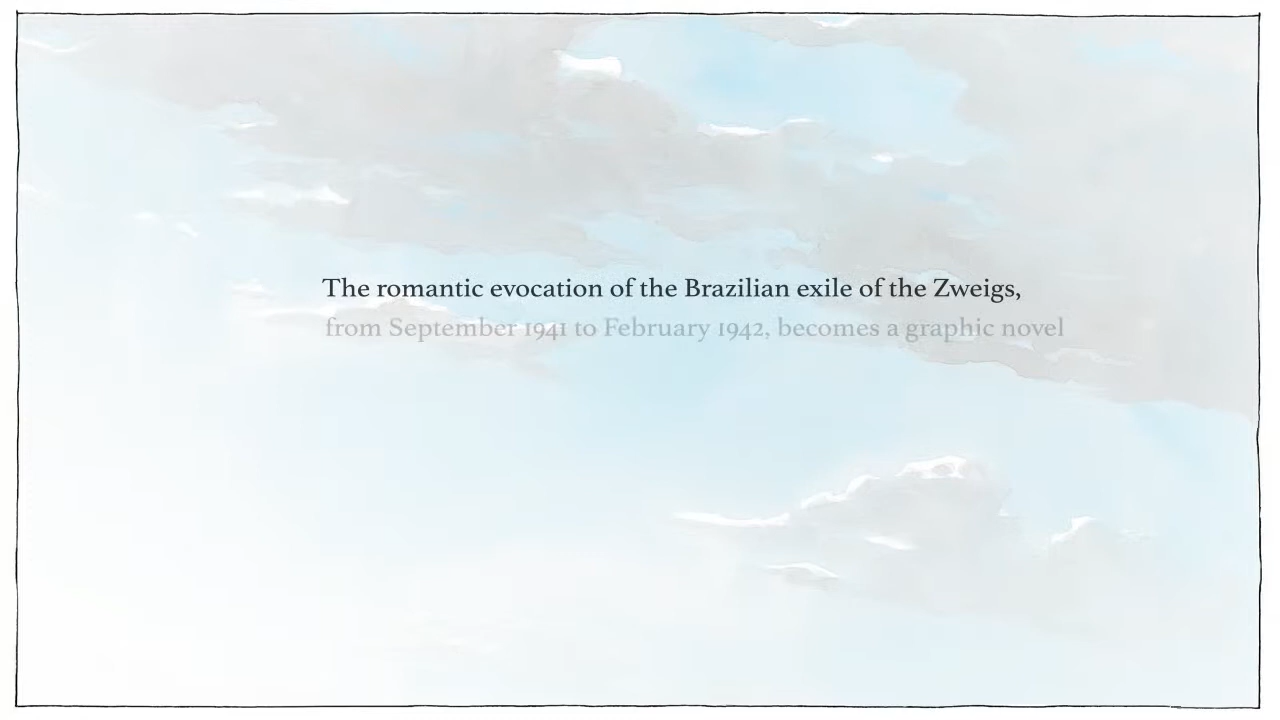 The romantic evocation of the Brazilian exile of the Zweigs,
from September 1941 to February 1942, becomes a graphic novel